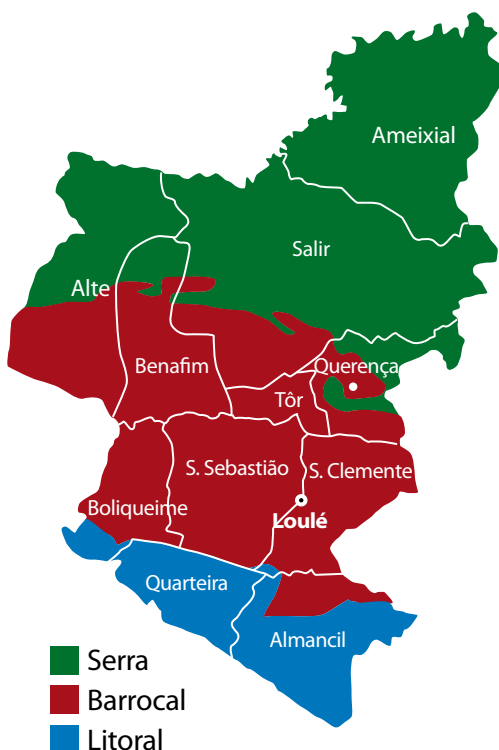 Ameixial
Salir
Alte
Querença
Benafim
Tôr
S. Sebastião
S. Clemente
Boliqueime
Loulé
Quarteira
Almancil
Serra
Barrocal
Litoral